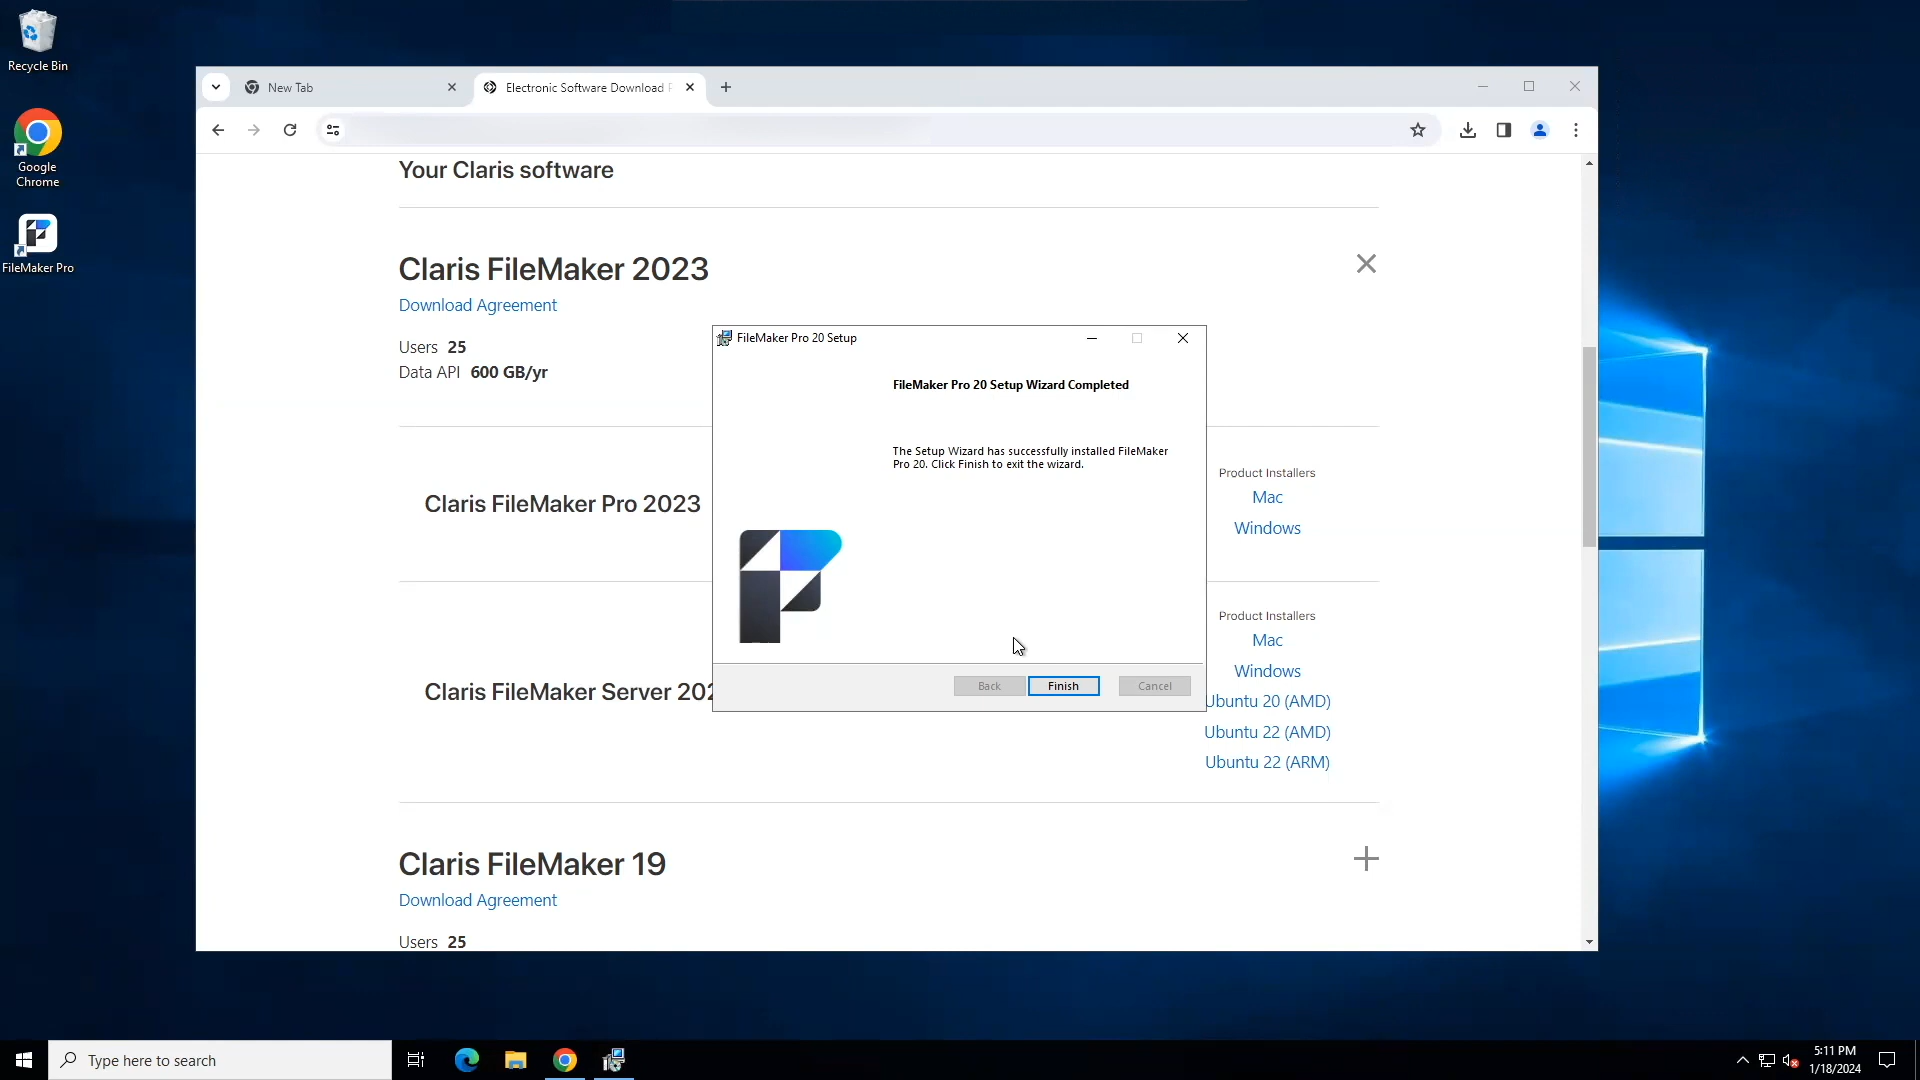 Recycle Bin
Google
Chrome
FileMaker Pro
New Tab
Electronic Software Download
Your Claris software
Claris FileMaker 2023
Download Agreement
Users 25
Data API 600 GB/yr
Claris FileMaker Pro 2023
Product Installers
Mac
Windows
Claris FileMaker Server 202
Product Installers
Mac
Windows
Ubuntu 20 (AMD)
Ubuntu 22 (AMD)
Ubuntu 22 (ARM)
Claris FileMaker 19
Download Agreement
Users 25
FileMaker Pro 20 Setup
FileMaker Pro 20 Setup Wizard Completed
The Setup Wizard has successfully installed FileMaker
Pro 20. Click Finish to exit the wizard.
Back
Finish
Cancel
Type here to search
5:11 PM
1/18/2024